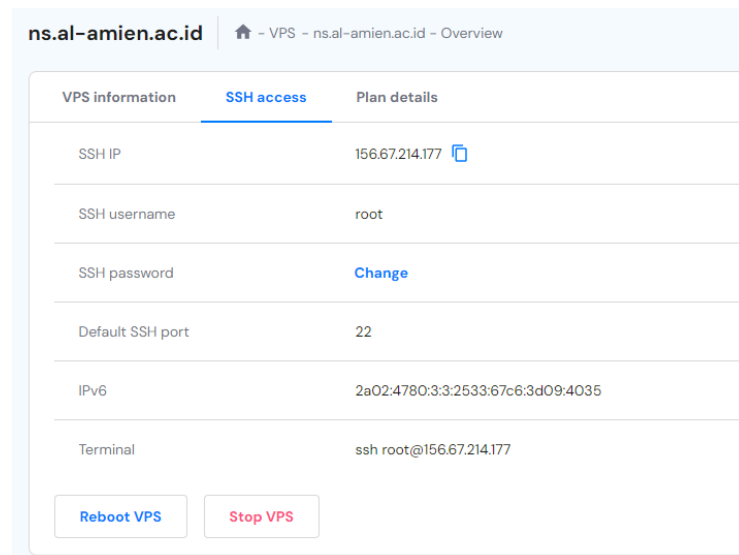 ns.al-amien.ac.id - VPS - ns.al-amien.ac.id - Overview
VPS information SSH access Plan details
SSH IP 156.67.214.177
SSH username root
SSH password Change
Default SSH port 22
IPv6 2a02:4780:3:3:2533:67c6:3d09:4035
Terminal ssh root@156.67.214.177
Reboot VPS Stop VPS